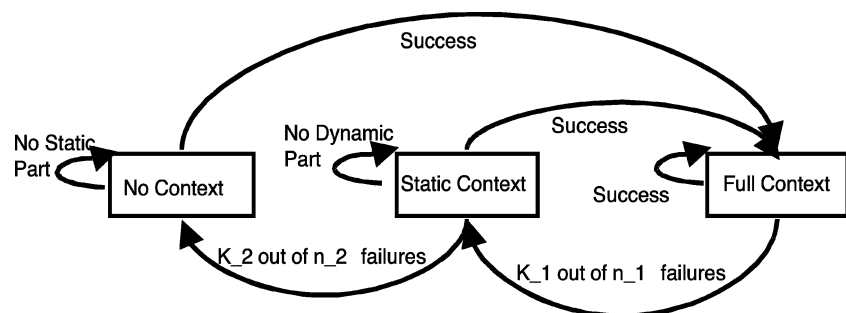 Success
No Static
Part
No Dynamic
Part
Success
No Context
Static Context
Success
Full Context
K_2 out of n_2 failures
K_1 out of n_1 failures